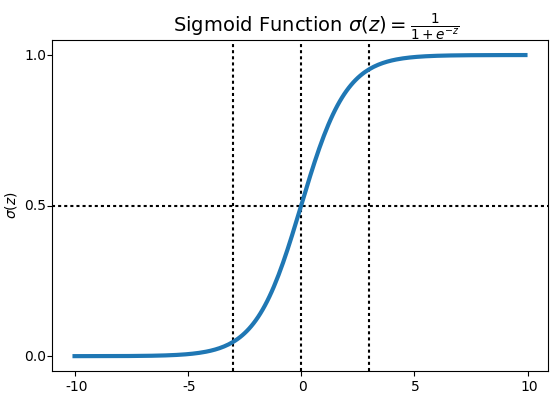 Sigmoid Function σ(z) = 1/(1 + e^-z)
1.0
0.5
0.0
σ(z)
-10 -5 0 5 10